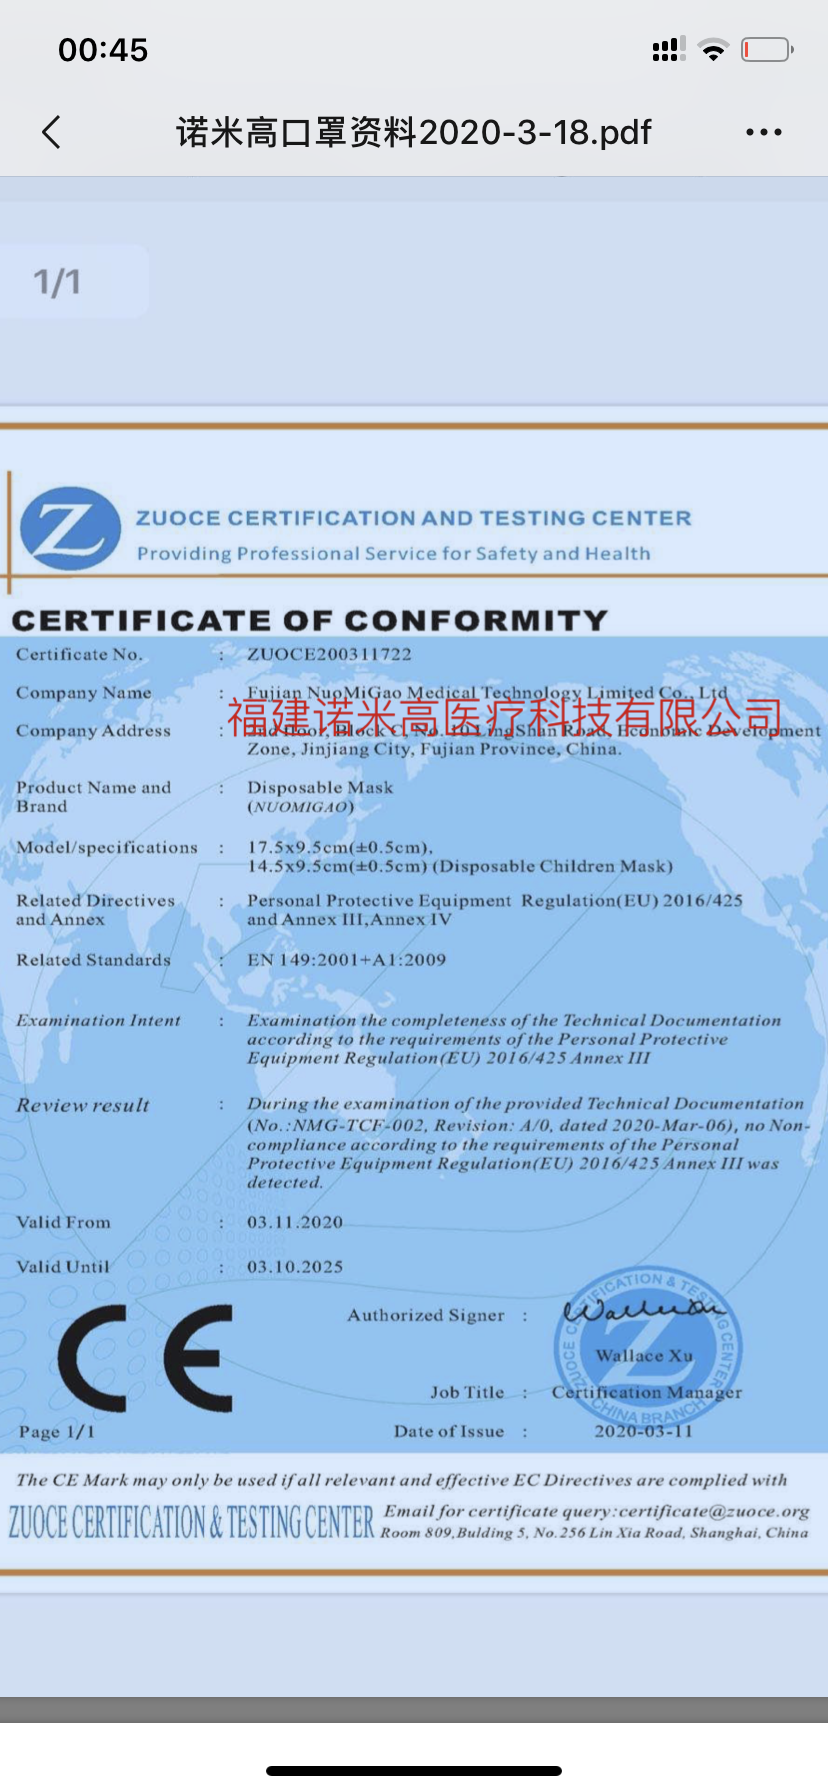 00:45
诺米高口罩资料2020-3-18.pdf
1/1
Z
ZUOCE CERTIFICATION AND TESTING CENTER
Providing Professional Service for Safety and Health
CERTIFICATE OF CONFORMITY
Certificate No. : ZUOCE200311722
Company Name : Fujian NuoMiGao Medical Technology Limited Co., Ltd
福建诺米高医疗科技有限公司
Company Address : 2nd floor, Block C, No. 10 LingShan Road, Economic Development
Zone, Jinjiang City, Fujian Province, China.
Product Name and : Disposable Mask
Brand (NUOMIGAO)
Model/specifications : 17.5x9.5cm(±0.5cm),
14.5x9.5cm(±0.5cm) (Disposable Children Mask)
Related Directives : Personal Protective Equipment Regulation(EU) 2016/425
and Annex and Annex III,Annex IV
Related Standards : EN 149:2001+A1:2009
Examination Intent : Examination the completeness of the Technical Documentation
according to the requirements of the Personal Protective
Equipment Regulation(EU) 2016/425 Annex III
Review result : During the examination of the provided Technical Documentation
(No.:NMG-TCF-002, Revision: A/0, dated 2020-Mar-06), no Non-
compliance according to the requirements of the Personal
Protective Equipment Regulation(EU) 2016/425 Annex III was
detected.
Valid From : 03.11.2020
Valid Until : 03.10.2025
CE
ZUOCE CERTIFICATION & TESTING CENTER
Authorized Signer :
Wallace Xu
Job Title : Certification Manager
CHINA BRANCH
Page 1/1
Date of Issue : 2020-03-11
The CE Mark may only be used if all relevant and effective EC Directives are complied with
ZUOCE CERTIFICATION & TESTING CENTER
Email for certificate query:certificate@zuoce.org
Room 809,Bulding 5, No.256 Lin Xia Road, Shanghai, China